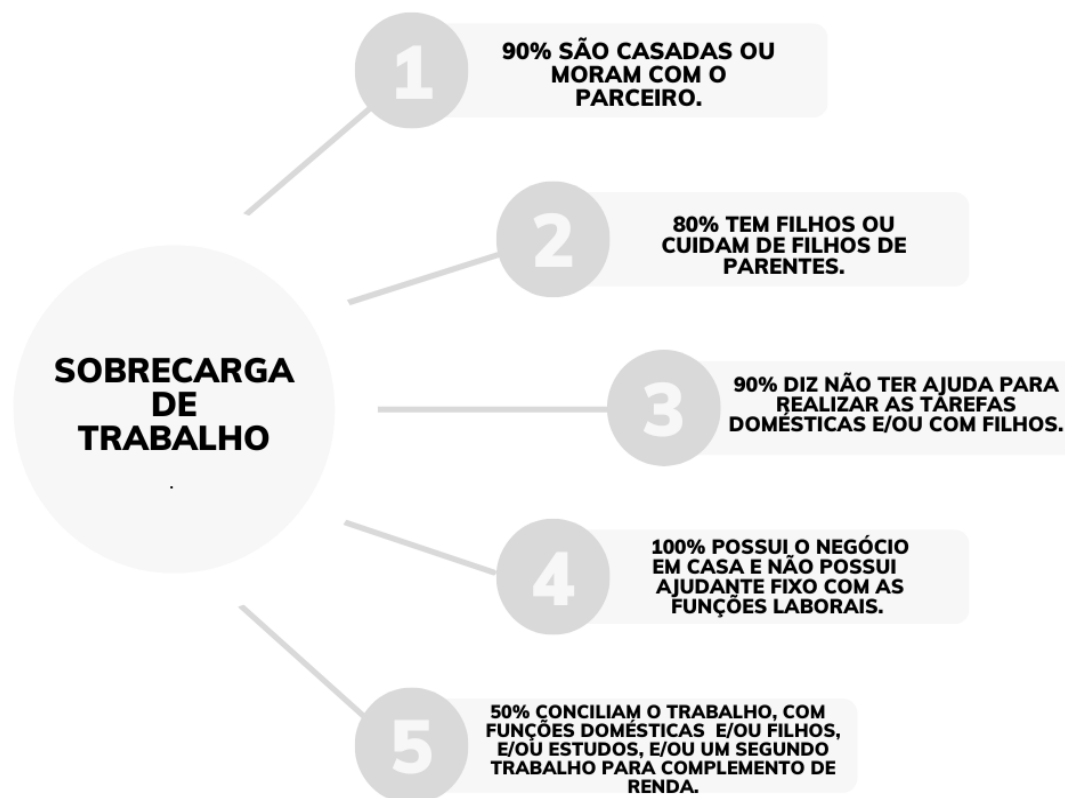 1
90% SÃO CASADAS OU
MORAM COM O
PARCEIRO.
2
80% TEM FILHOS OU
CUIDAM DE FILHOS DE
PARENTES.
SOBRECARGA
DE
TRABALHO
.
3
90% DIZ NÃO TER AJUDA PARA
REALIZAR AS TAREFAS
DOMÉSTICAS E/OU COM FILHOS.
4
100% POSSUI O NEGÓCIO
EM CASA E NÃO POSSUI
AJUDANTE FIXO COM AS
FUNÇÕES LABORAIS.
5
50% CONCILIAM O TRABALHO, COM
FUNÇÕES DOMÉSTICAS E/OU FILHOS,
E/OU ESTUDOS, E/OU UM SEGUNDO
TRABALHO PARA COMPLEMENTO DE
RENDA.